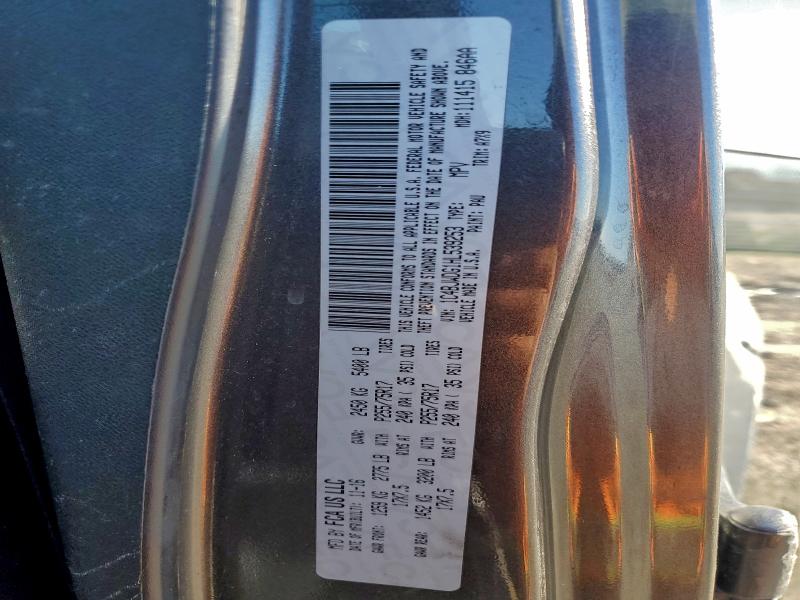 MFD BY FCA US LLC
DATE OF MFR/BUILT: 11-16 GVWR: 2450 KG 5400 LB
GAWR FRONT: 1259 KG 2775 LB WITH P255/75R17 TIRES
17X7.5 RIMS AT 240 KPA ( 35 PSI) COLD
GAWR REAR: 1452 KG 3200 LB WITH P255/75R17 TIRES
17X7.5 RIMS AT 240 KPA ( 35 PSI) COLD
THIS VEHICLE CONFORMS TO ALL APPLICABLE U.S.A. FEDERAL MOTOR VEHICLE SAFETY AND
THEFT PREVENTION STANDARDS IN EFFECT ON THE DATE OF MANUFACTURE SHOWN ABOVE.
VIN: 1C4BJWDG1HL539253 TYPE: MPV MDH: 111415 846AA
VEHICLE MADE IN U.S.A. PAINT: PAU TRIM: A7X9